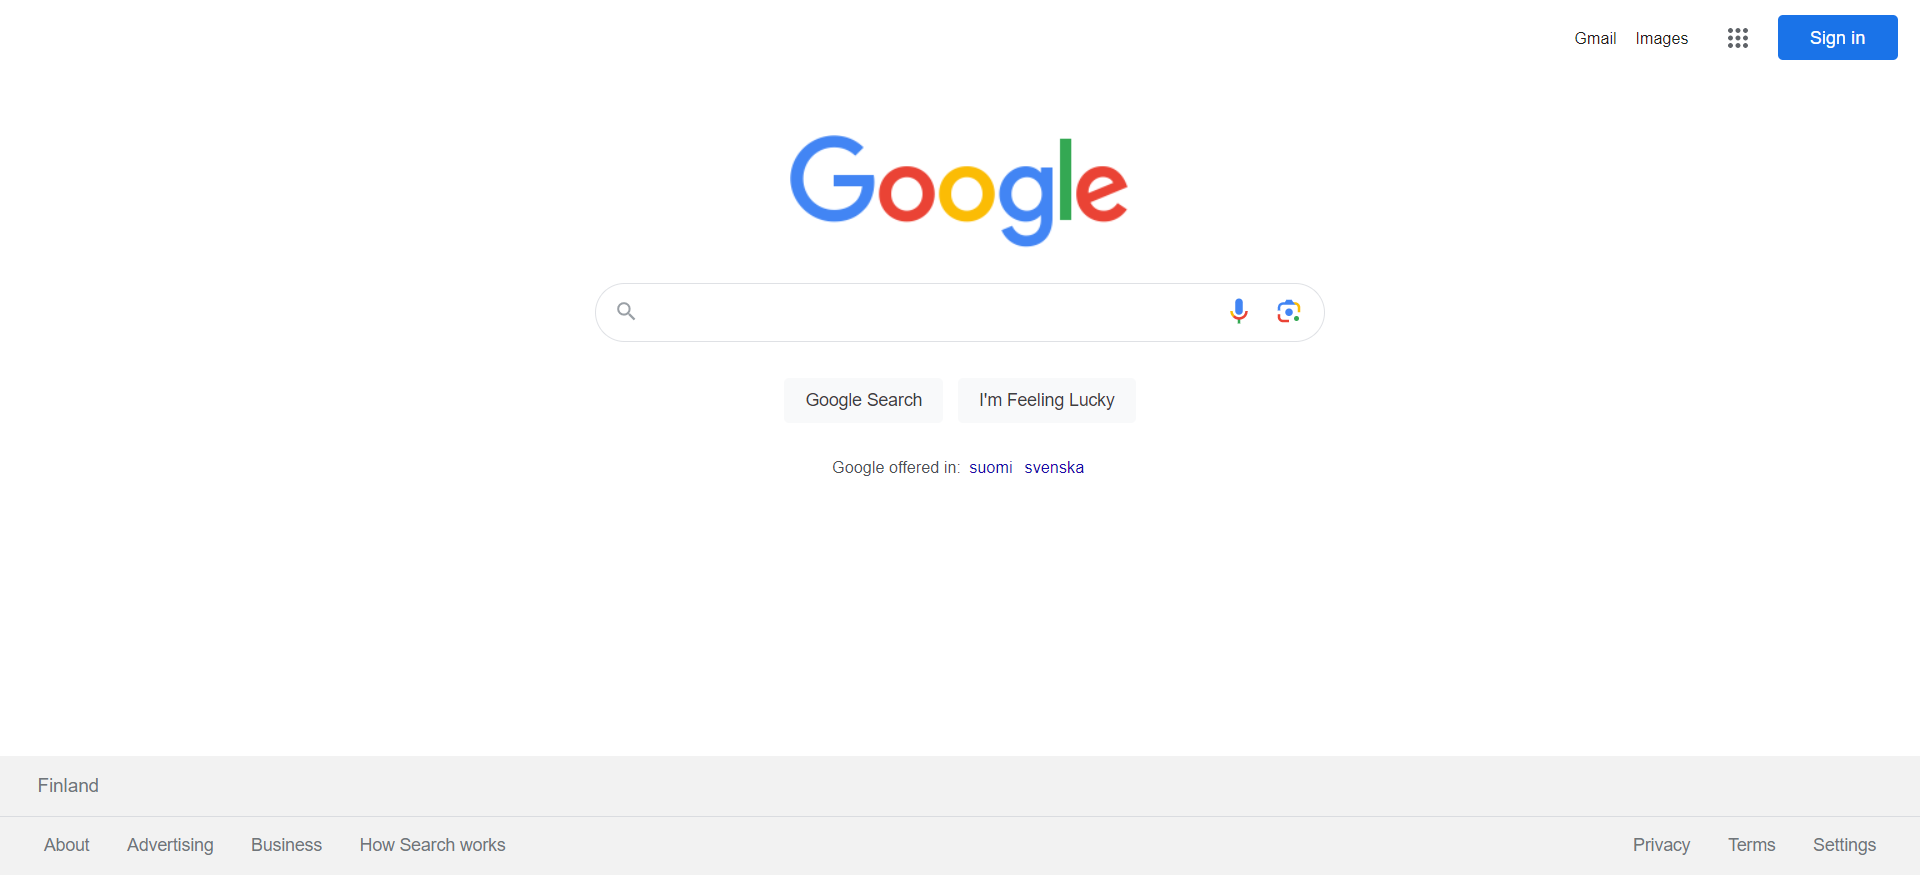 Gmail Images Sign in
Google
Google Search I'm Feeling Lucky
Google offered in: suomi svenska
Finland
About Advertising Business How Search works Privacy Terms Settings